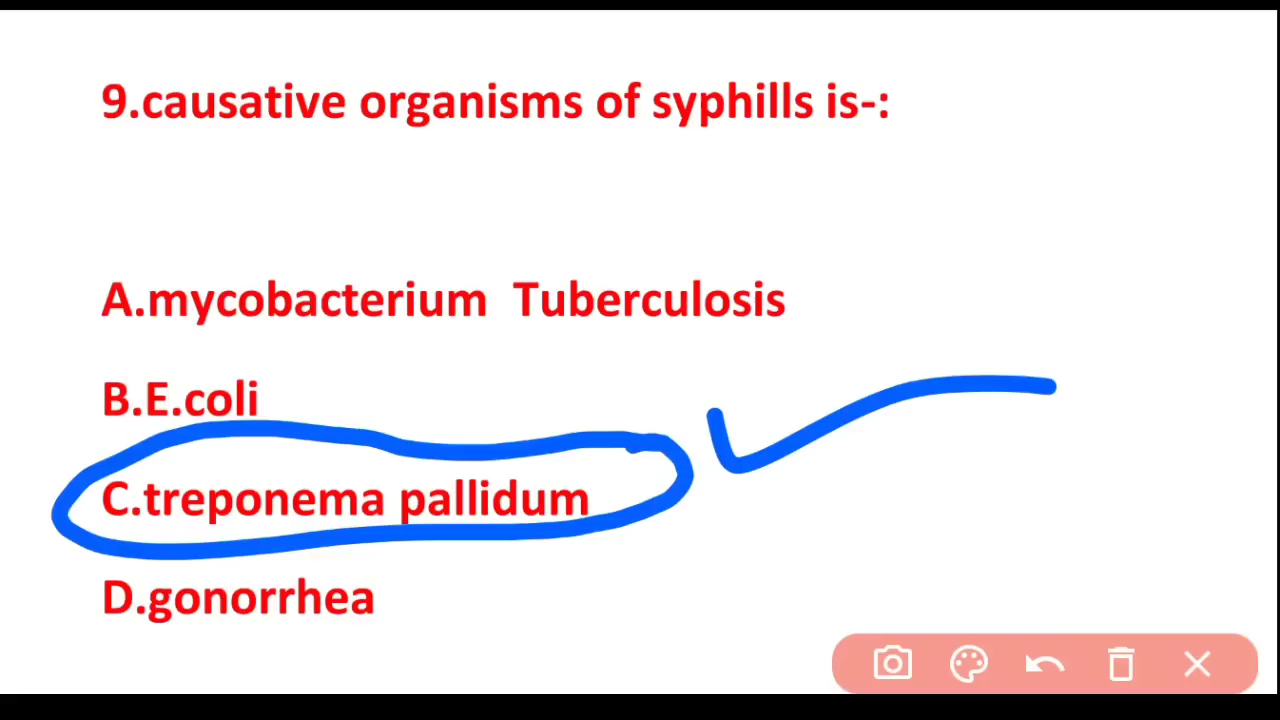 9.causative organisms of syphills is-:
A.mycobacterium Tuberculosis
B.E.coli
C.treponema pallidum
D.gonorrhea